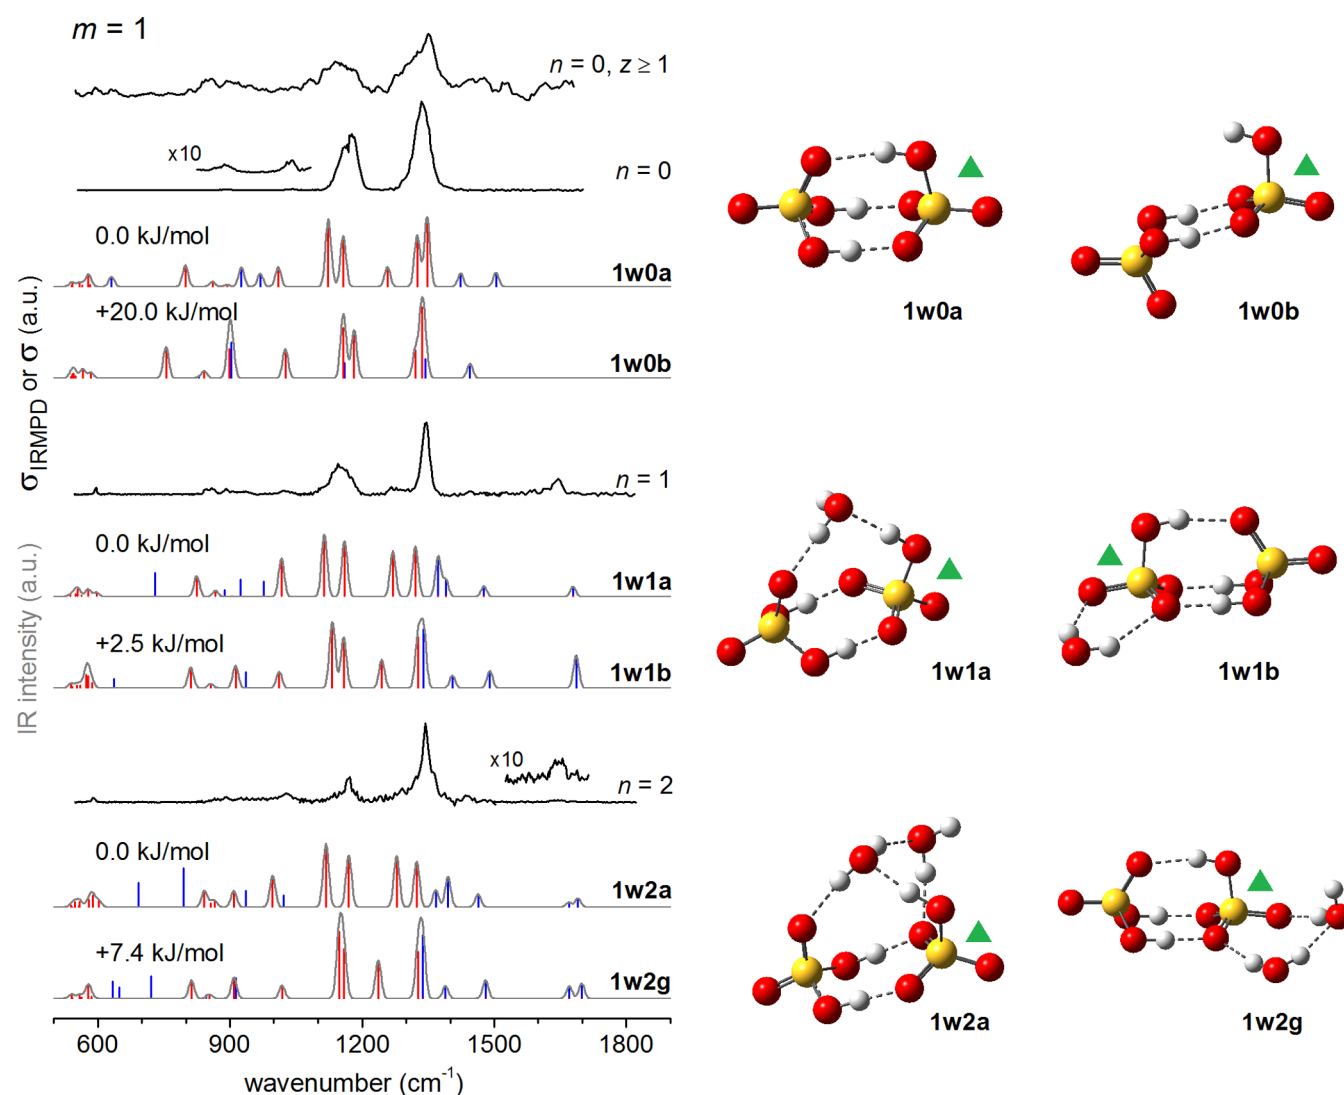 m = 1
n = 0, z ≥ 1
x10
n = 0
0.0 kJ/mol
1w0a
+20.0 kJ/mol
1w0b
n = 1
0.0 kJ/mol
1w1a
+2.5 kJ/mol
1w1b
x10
n = 2
0.0 kJ/mol
1w2a
+7.4 kJ/mol
1w2g
600 900 1200 1500 1800
wavenumber (cm⁻¹)
IR intensity (a.u.)
σIRMPD or σ (a.u.)
1w0a
1w0b
1w1a
1w1b
1w2a
1w2g